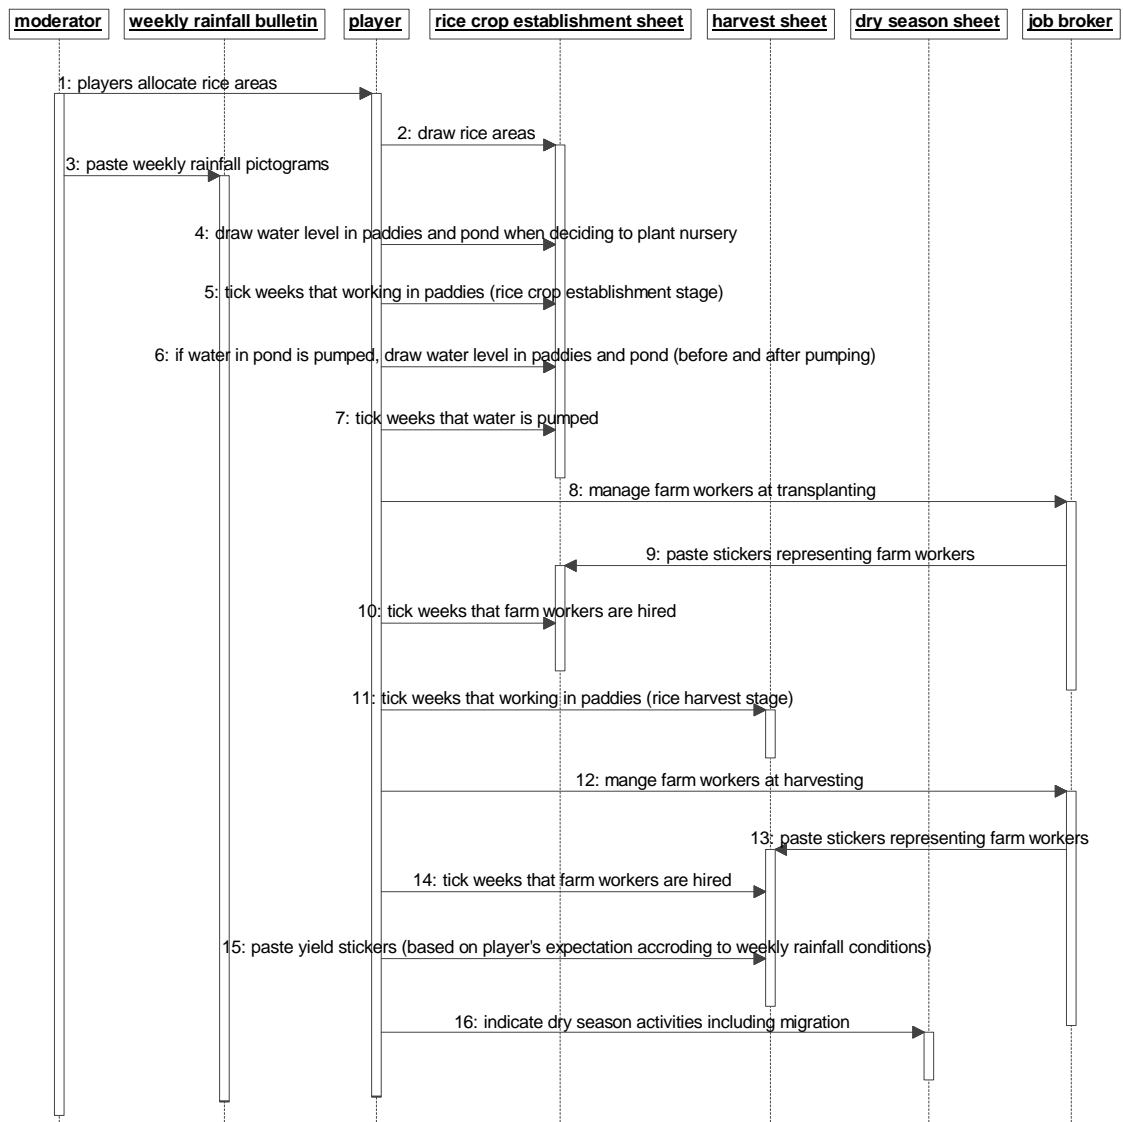 moderator
weekly rainfall bulletin
player
rice crop establishment sheet
harvest sheet
dry season sheet
job broker
1: players allocate rice areas
2: draw rice areas
3: paste weekly rainfall pictograms
4: draw water level in paddies and pond when deciding to plant nursery
5: tick weeks that working in paddies (rice crop establishment stage)
6: if water in pond is pumped, draw water level in paddies and pond (before and after pumping)
7: tick weeks that water is pumped
8: manage farm workers at transplanting
9: paste stickers representing farm workers
10: tick weeks that farm workers are hired
11: tick weeks that working in paddies (rice harvest stage)
12: mange farm workers at harvesting
13: paste stickers representing farm workers
14: tick weeks that farm workers are hired
15: paste yield stickers (based on player's expectation accroding to weekly rainfall conditions)
16: indicate dry season activities including migration